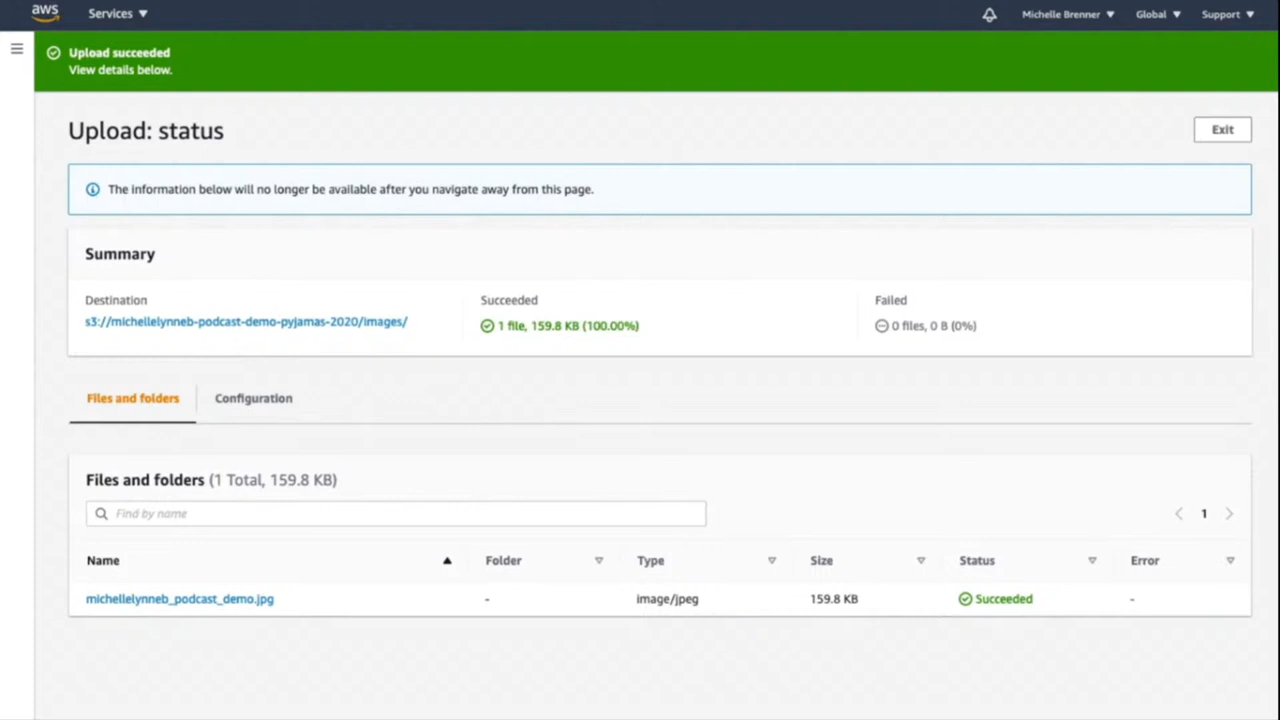 aws Services ▼ Michelle Brenner ▼ Global ▼ Support ▼
Upload succeeded
View details below.
Upload: status
Exit
The information below will no longer be available after you navigate away from this page.
Summary
Destination Succeeded Failed
s3://michellelynneb-podcast-demo-pyjamas-2020/images/ 1 file, 159.8 KB (100.00%) 0 files, 0 B (0%)
Files and folders Configuration
Files and folders (1 Total, 159.8 KB)
Find by name < 1 >
Name ▲ Folder ▽ Type ▽ Size ▽ Status ▽ Error ▽
michellelynneb_podcast_demo.jpg - image/jpeg 159.8 KB Succeeded -